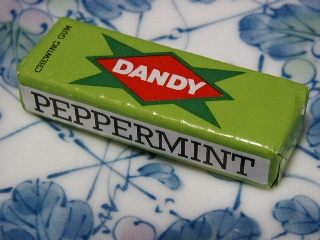 CHEWING GUM
DANDY
PEPPERMINT